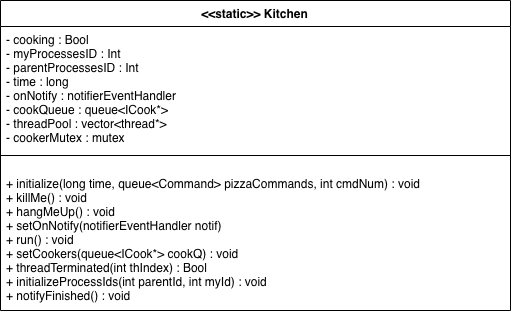 <<static>> Kitchen
- cooking : Bool
- myProcessesID : Int
- parentProcessesID : Int
- time : long
- onNotify : notifierEventHandler
- cookQueue : queue<ICook*>
- threadPool : vector<thread*>
- cookerMutex : mutex
+ initialize(long time, queue<Command> pizzaCommands, int cmdNum) : void
+ killMe() : void
+ hangMeUp() : void
+ setOnNotify(notifierEventHandler notif)
+ run() : void
+ setCookers(queue<ICook*> cookQ) : void
+ threadTerminated(int thIndex) : Bool
+ initializeProcessIds(int parentId, int myId) : void
+ notifyFinished() : void